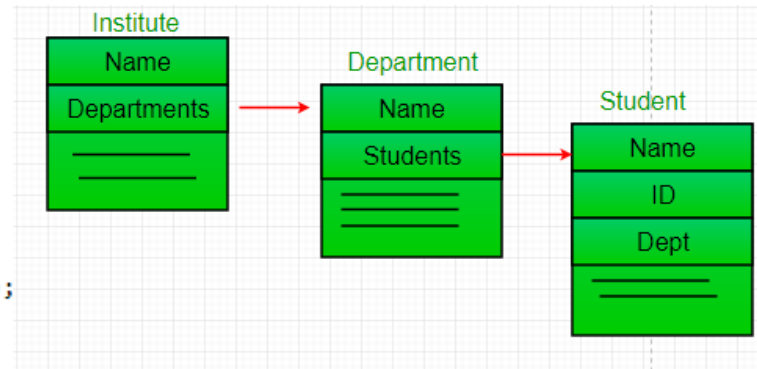 Institute
Name
Departments
Department
Name
Students
Student
Name
ID
Dept
;